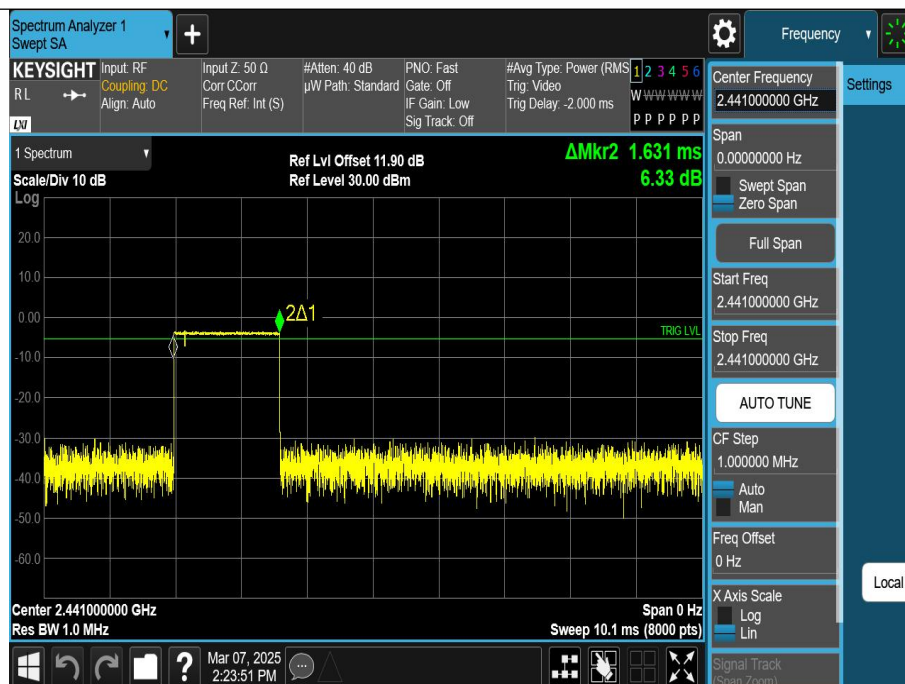 Spectrum Analyzer 1
Swept SA
+
Frequency
KEYSIGHT
RL
LXI
Input: RF
Coupling: DC
Align: Auto
Input Z: 50 Ω
Corr CCorr
Freq Ref: Int (S)
#Atten: 40 dB
µW Path: Standard
PNO: Fast
Gate: Off
IF Gain: Low
Sig Track: Off
#Avg Type: Power (RMS
Trig: Video
Trig Delay: -2.000 ms
1 2 3 4 5 6
W W W W W W
P P P P P P
1 Spectrum
Scale/Div 10 dB
Log
Ref Lvl Offset 11.90 dB
Ref Level 30.00 dBm
ΔMkr2 1.631 ms
6.33 dB
20.0
10.0
0.00
-10.0
-20.0
-30.0
-40.0
-50.0
-60.0
2Δ1
TRIG LVL
Center 2.441000000 GHz
Res BW 1.0 MHz
Span 0 Hz
Sweep 10.1 ms (8000 pts)
Center Frequency
2.441000000 GHz
Settings
Span
0.00000000 Hz
Swept Span
Zero Span
Full Span
Start Freq
2.441000000 GHz
Stop Freq
2.441000000 GHz
AUTO TUNE
CF Step
1.000000 MHz
Auto
Man
Freq Offset
0 Hz
X Axis Scale
Log
Lin
Local
Signal Track
(Span Zoom)
?
Mar 07, 2025
2:23:51 PM